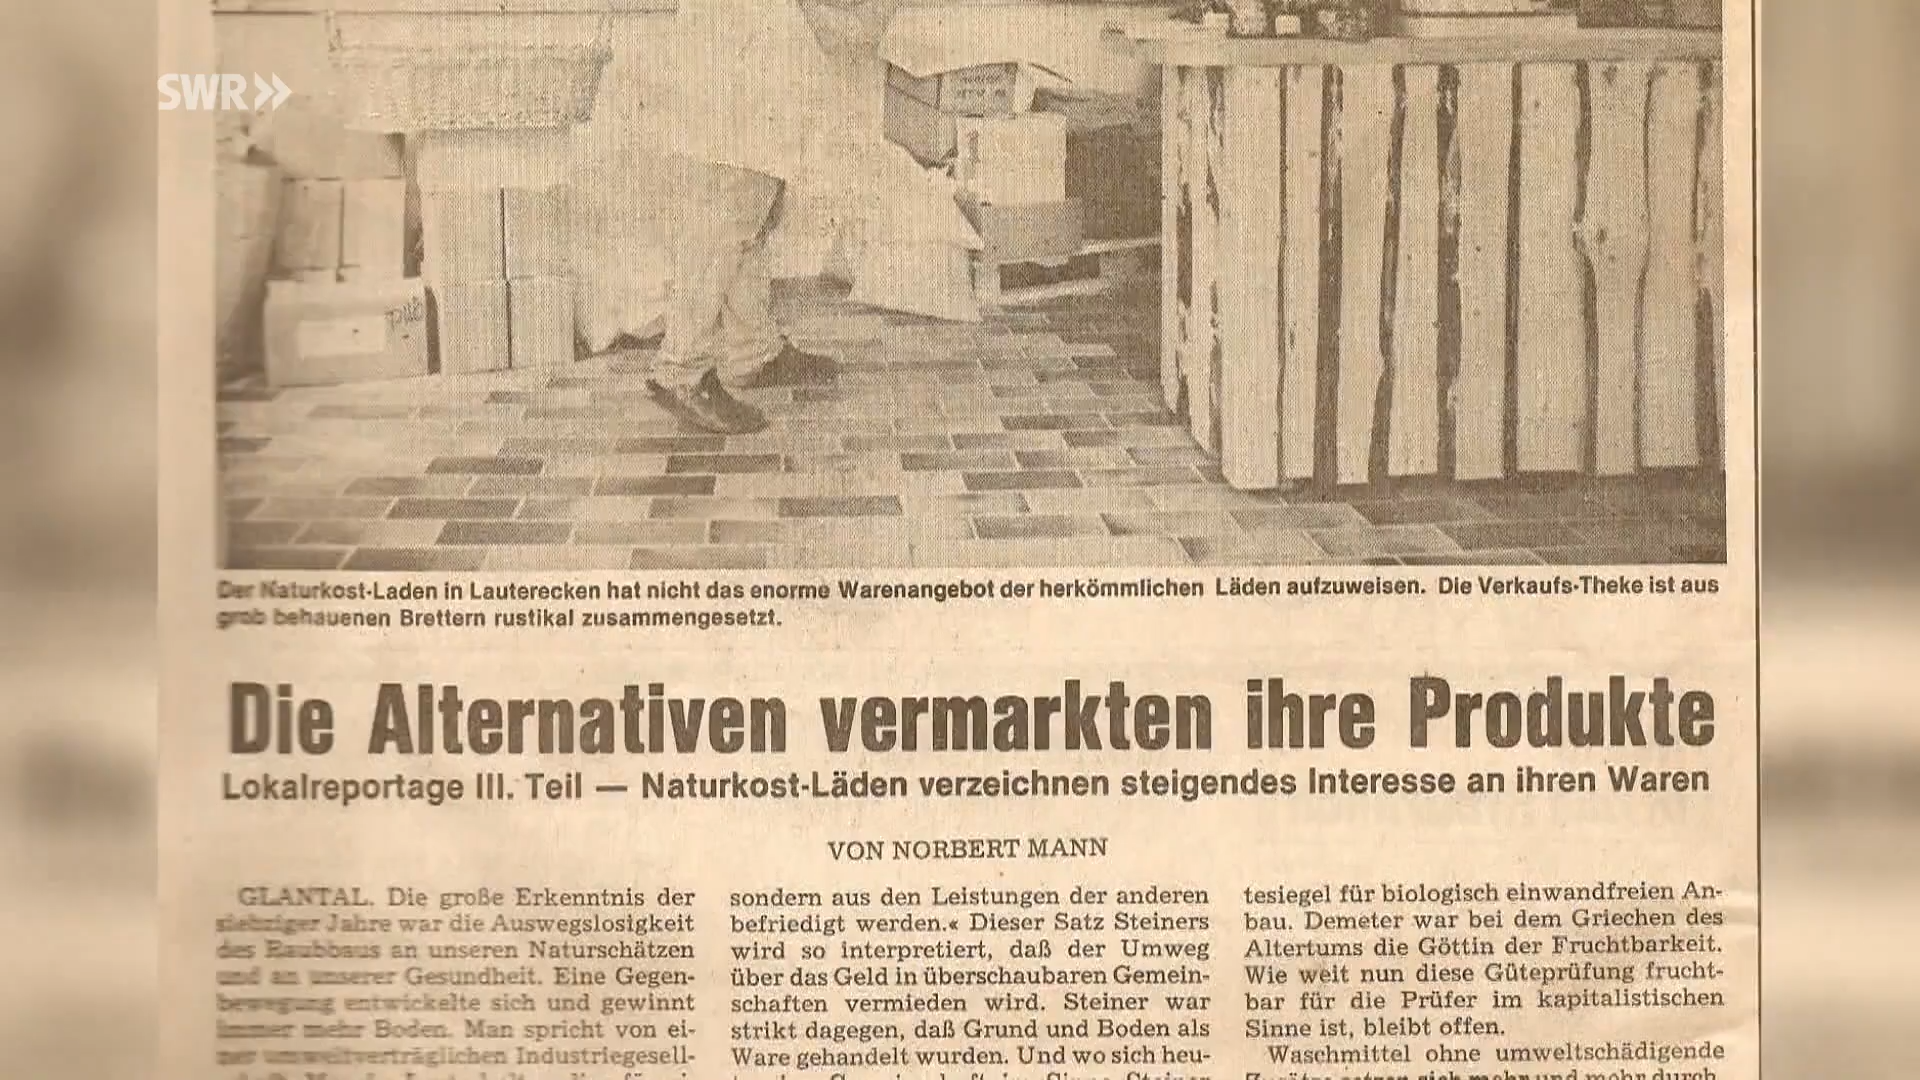 SWR»
Der Naturkost-Laden in Lauterecken hat nicht das enorme Warenangebot der herkömmlichen Läden aufzuweisen. Die Verkaufs-Theke ist aus
grob behauenen Brettern rustikal zusammengesetzt.
Die Alternativen vermarkten ihre Produkte
Lokalreportage III. Teil — Naturkost-Läden verzeichnen steigendes Interesse an ihren Waren
VON NORBERT MANN
GLANTAL. Die große Erkenntnis der
siebziger Jahre war die Auswegslosigkeit
des Raubbaus an unseren Naturschätzen
und an unserer Gesundheit. Eine Gegen-
bewegung entwickelte sich und gewinnt
immer mehr Boden. Man spricht von ei-
ner umweltverträglichen Industriegesell-
sondern aus den Leistungen der anderen
befriedigt werden.« Dieser Satz Steiners
wird so interpretiert, daß der Umweg
über das Geld in überschaubaren Gemein-
schaften vermieden wird. Steiner war
strikt dagegen, daß Grund und Boden als
Ware gehandelt wurden. Und wo sich heu-
tesiegel für biologisch einwandfreien An-
bau. Demeter war bei dem Griechen des
Altertums die Göttin der Fruchtbarkeit.
Wie weit nun diese Güteprüfung frucht-
bar für die Prüfer im kapitalistischen
Sinne ist, bleibt offen.
Waschmittel ohne umweltschädigende